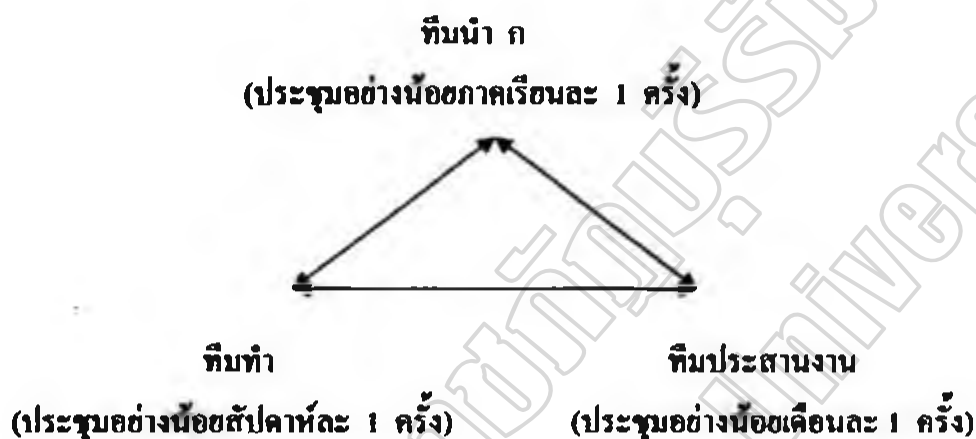 ทีมนำ ก
(ประชุมอย่างน้อยภาคเรียนละ 1 ครั้ง)
ทีมทำ
ทีมประสานงาน
(ประชุมอย่างน้อยสัปดาห์ละ 1 ครั้ง)
(ประชุมอย่างน้อยเดือนละ 1 ครั้ง)